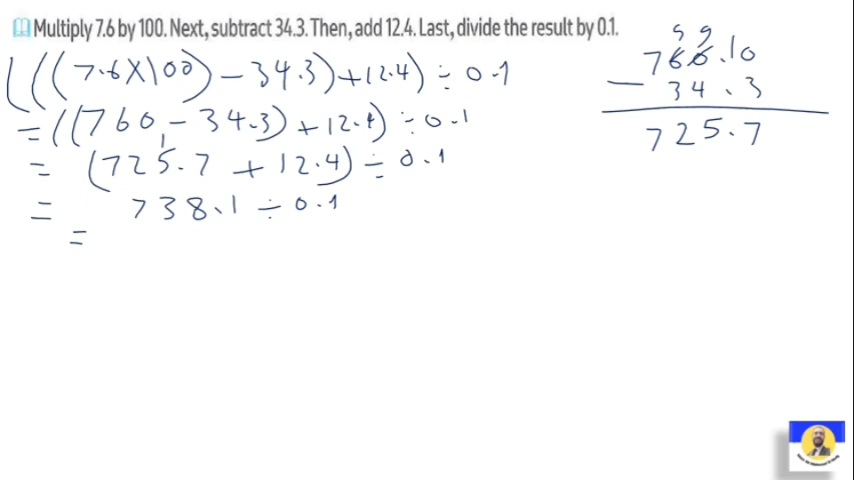 Multiply 7.6 by 100. Next, subtract 34.3. Then, add 12.4. Last, divide the result by 0.1.
(((7.6×100) − 34.3) + 12.4) ÷ 0.1
= ((760 − 34.3) + 12.4) ÷ 0.1
= (725.7 + 12.4) ÷ 0.1
= 738.1 ÷ 0.1
=
5 9
760.10
− 34.3
725.7